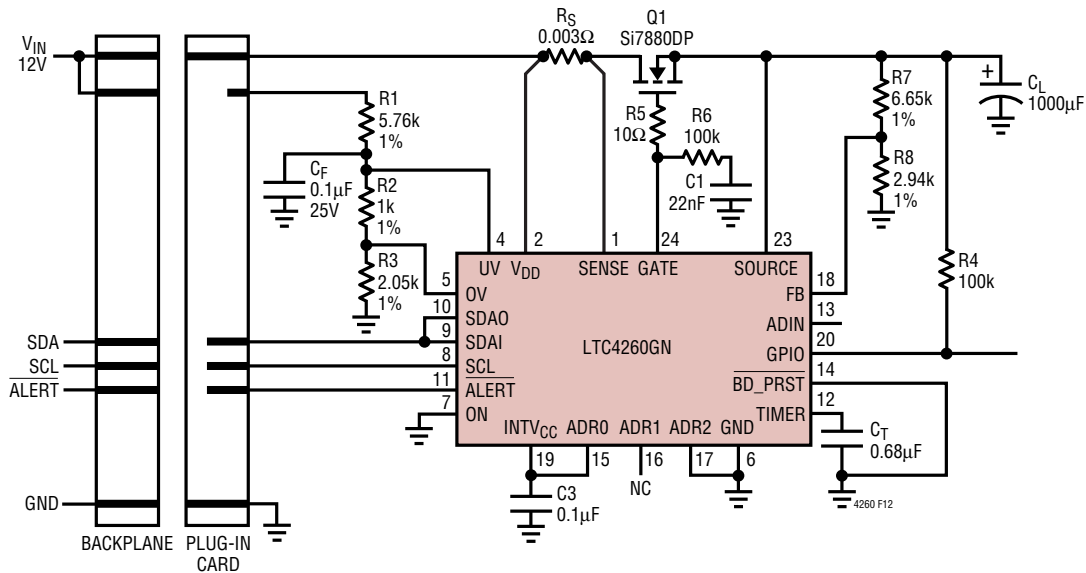 VIN
12V
RS
0.003Ω
Q1
Si7880DP
R1
5.76k
1%
CF
0.1µF
25V
R2
1k
1%
R3
2.05k
1%
R5
10Ω
R6
100k
C1
22nF
R7
6.65k
1%
R8
2.94k
1%
+
CL
1000µF
R4
100k
4 2 1 24 23
UV VDD SENSE GATE SOURCE
5 OV
10 SDAO
9 SDAI
8 SCL
11 ALERT
7 ON
LTC4260GN
FB 18
ADIN 13
GPIO 20
BD_PRST 14
TIMER 12
INTVCC ADR0 ADR1 ADR2 GND
19 15 16 17 6
NC
C3
0.1µF
CT
0.68µF
SDA
SCL
ALERT
GND
BACKPLANE
PLUG-IN
CARD
4260 F12